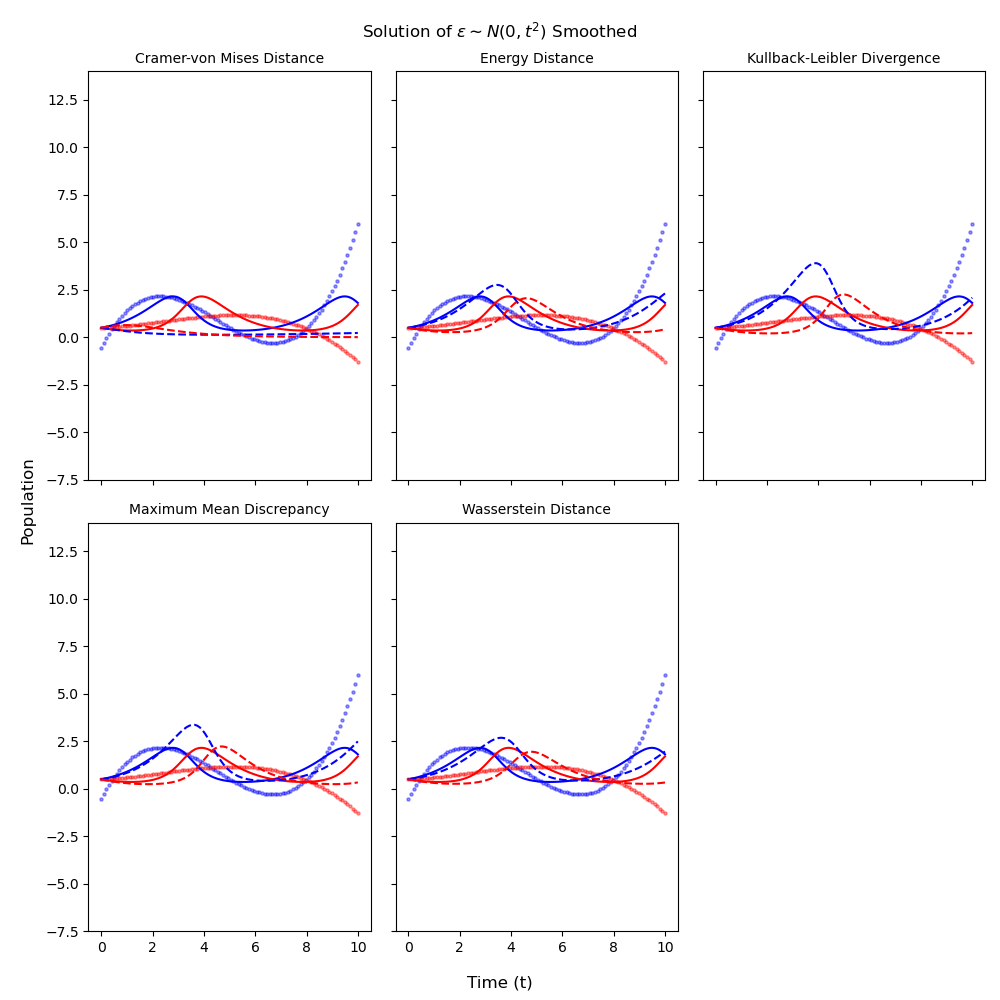 Solution of ε ~ N(0, t²) Smoothed
Cramer-von Mises Distance
Energy Distance
Kullback-Leibler Divergence
12.5
10.0
7.5
5.0
2.5
0.0
−2.5
−5.0
−7.5
Population
Maximum Mean Discrepancy
Wasserstein Distance
12.5
10.0
7.5
5.0
2.5
0.0
−2.5
−5.0
−7.5
0 2 4 6 8 10
0 2 4 6 8 10
Time (t)